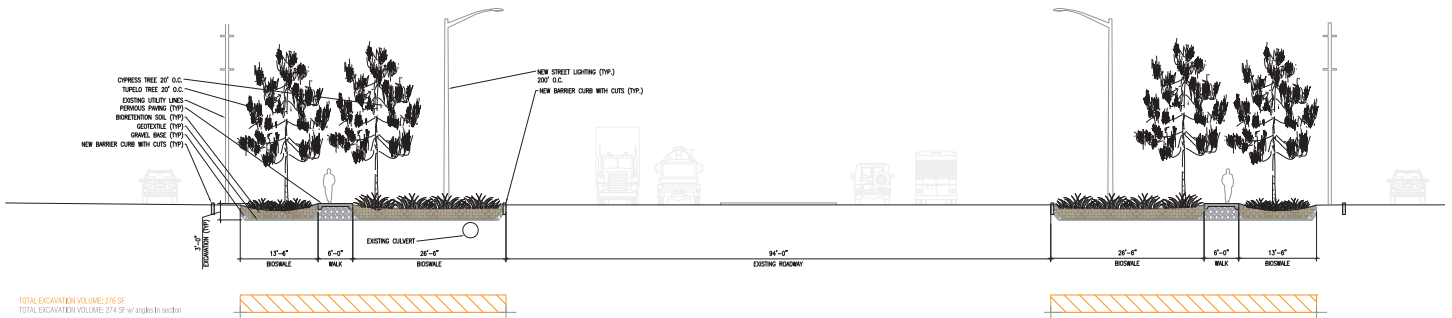 CYPRESS TREE 20' O.C.
TUPELO TREE 20' O.C.
EXISTING UTILITY LINES
PERVIOUS PAVING (TYP)
BIORETENTION SOIL (TYP)
GEOTEXTILE (TYP)
GRAVEL BASE (TYP)
NEW BARRIER CURB WITH CUTS (TYP)
NEW STREET LIGHTING (TYP.)
200' O.C.
NEW BARRIER CURB WITH CUTS (TYP.)
3'-0"
EXCAVATION (TYP)
EXISTING CULVERT
13'-6"
BIOSWALE
6'-0"
WALK
26'-6"
BIOSWALE
94'-0"
EXISTING ROADWAY
26'-6"
BIOSWALE
6'-0"
WALK
13'-6"
BIOSWALE
TOTAL EXCAVATION VOLUME: 276 SF
TOTAL EXCAVATION VOLUME: 274 SF w/ angles in section